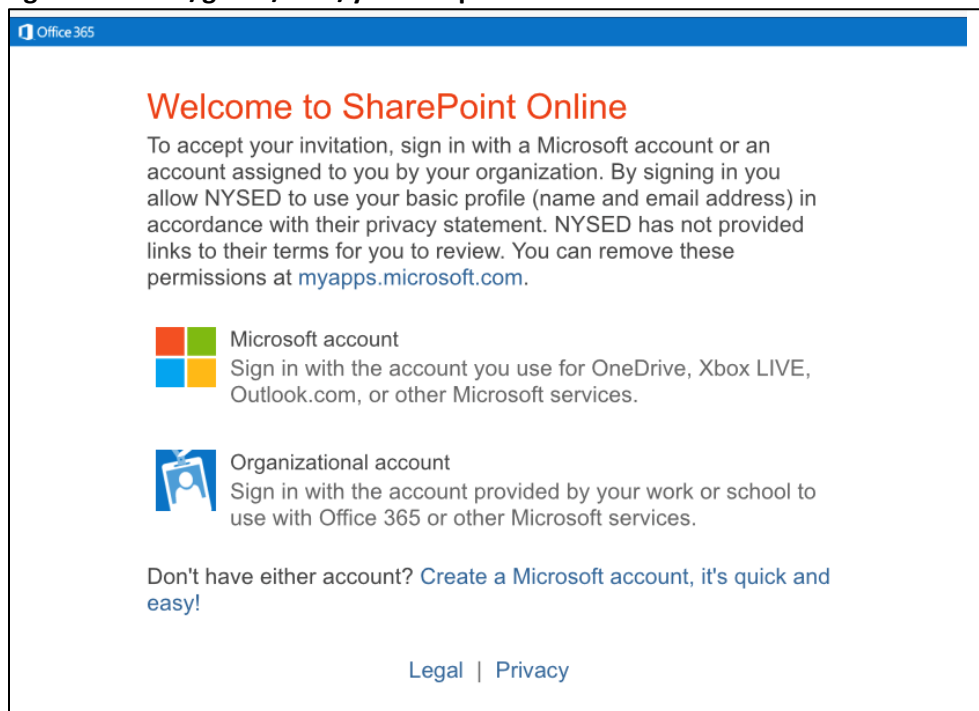 Office 365
Welcome to SharePoint Online
To accept your invitation, sign in with a Microsoft account or an
account assigned to you by your organization. By signing in you
allow NYSED to use your basic profile (name and email address) in
accordance with their privacy statement. NYSED has not provided
links to their terms for you to review. You can remove these
permissions at myapps.microsoft.com.
Microsoft account
Sign in with the account you use for OneDrive, Xbox LIVE,
Outlook.com, or other Microsoft services.
Organizational account
Sign in with the account provided by your work or school to
use with Office 365 or other Microsoft services.
Don't have either account? Create a Microsoft account, it's quick and
easy!
Legal | Privacy